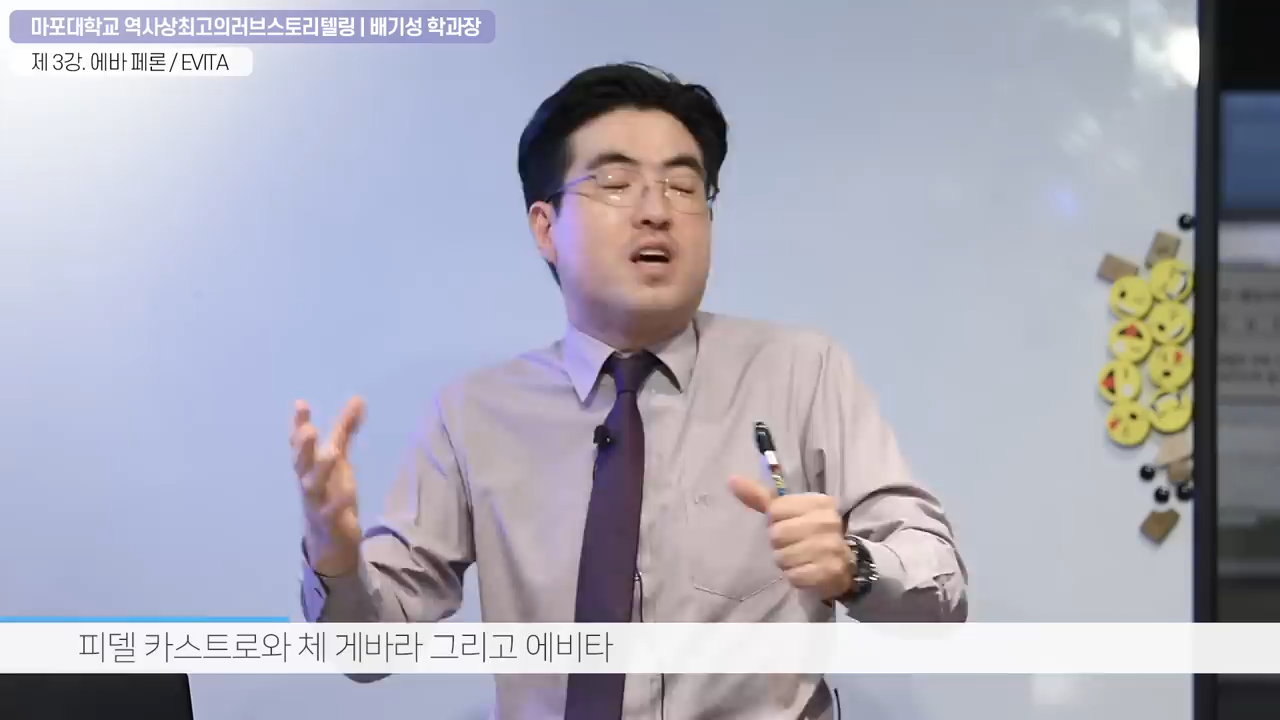 마포대학교 역사상최고의러브스토리텔링 | 배기성 학과장
제 3강. 에바 페론 / EVITA
피델 카스트로와 체 게바라 그리고 에비타